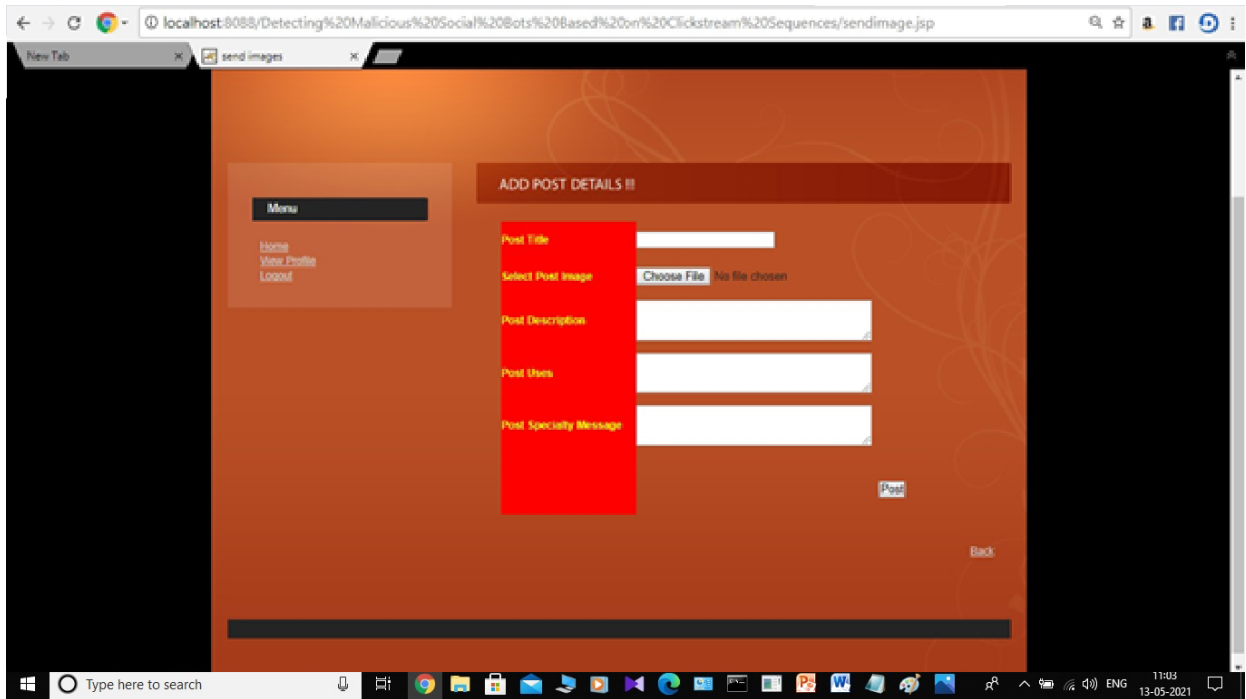 localhost:8088/Detecting%20Malicious%20Social%20Bots%20Based%20on%20Clickstream%20Sequences/sendimage.jsp
New Tab
send images
ADD POST DETAILS !!!
Menu
Home
View Profile
Logout
Post Title
Select Post Image
Choose File No file chosen
Post Description
Post Uses
Post Specialty Message
Post
Back
Type here to search
ENG
11:03
13-05-2021